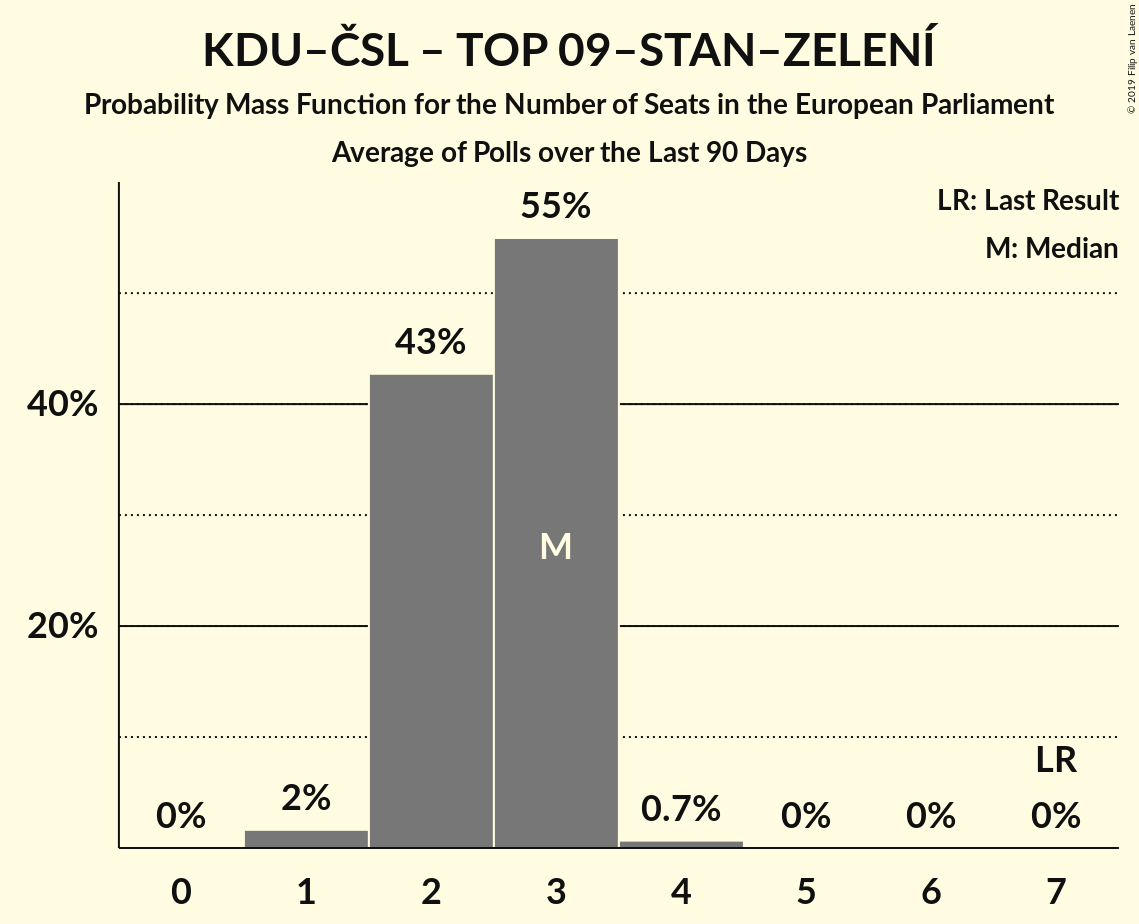 KDU–ČSL – TOP 09–STAN–ZELENÍ
Probability Mass Function for the Number of Seats in the European Parliament
Average of Polls over the Last 90 Days
© 2019 Filip van Laenen
LR: Last Result
M: Median
55%
43%
40%
M
20%
LR
0%
2%
0.7%
0%
0%
0%
0 1 2 3 4 5 6 7